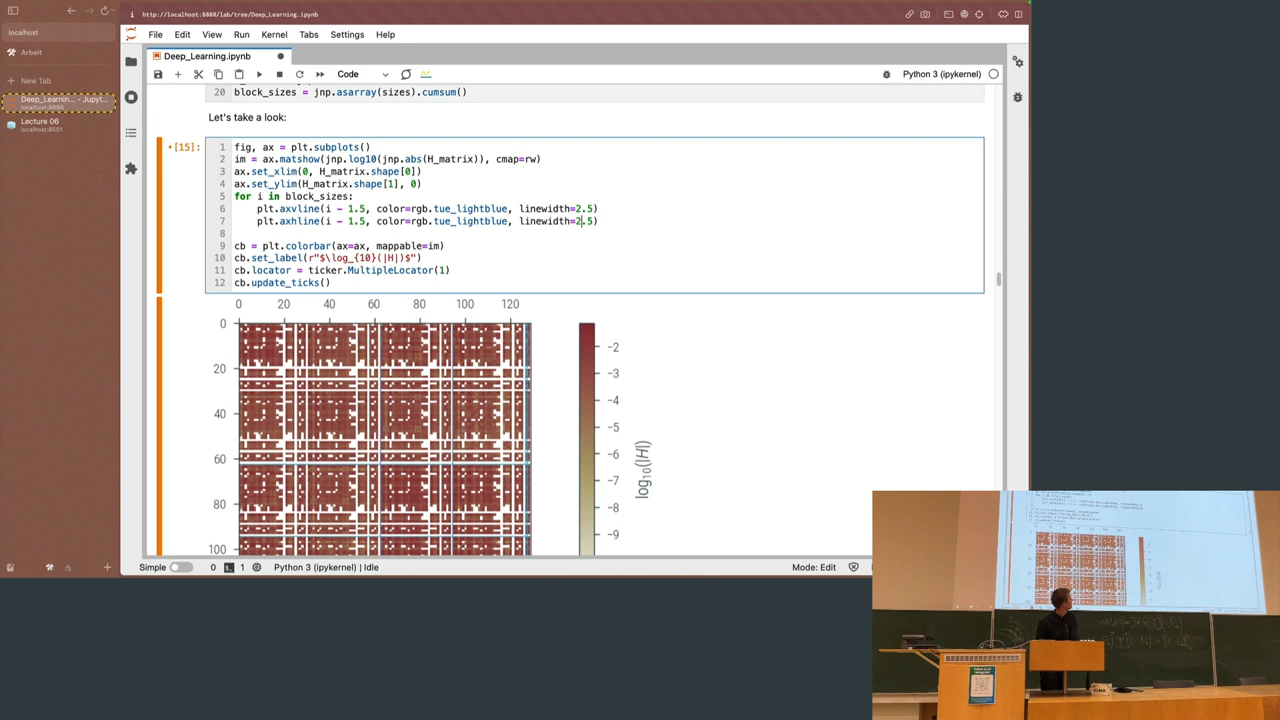 http://localhost:8888/lab/tree/Deep_Learning.ipynb
localhost
Arbeit
New Tab
Deep_Learnin... - Jupyt...
localhost:8888
Lecture 06
localhost:8501
File Edit View Run Kernel Tabs Settings Help
Deep_Learning.ipynb
Code
Python 3 (ipykernel)
20 block_sizes = jnp.asarray(sizes).cumsum()
Let's take a look:
[15]:
1 fig, ax = plt.subplots()
2 im = ax.matshow(jnp.log10(jnp.abs(H_matrix)), cmap=rw)
3 ax.set_xlim(0, H_matrix.shape[0])
4 ax.set_ylim(H_matrix.shape[1], 0)
5 for i in block_sizes:
6 plt.axvline(i - 1.5, color=rgb.tue_lightblue, linewidth=2.5)
7 plt.axhline(i - 1.5, color=rgb.tue_lightblue, linewidth=2.5)
8
9 cb = plt.colorbar(ax=ax, mappable=im)
10 cb.set_label(r"$\log_{10}(|H|)$")
11 cb.locator = ticker.MultipleLocator(1)
12 cb.update_ticks()
0 20 40 60 80 100 120
0
20
40
60
80
100
-2
-3
-4
-5
-6
-7
-8
-9
log10(|H|)
Simple 0 1 Python 3 (ipykernel) | Idle Mode: Edit